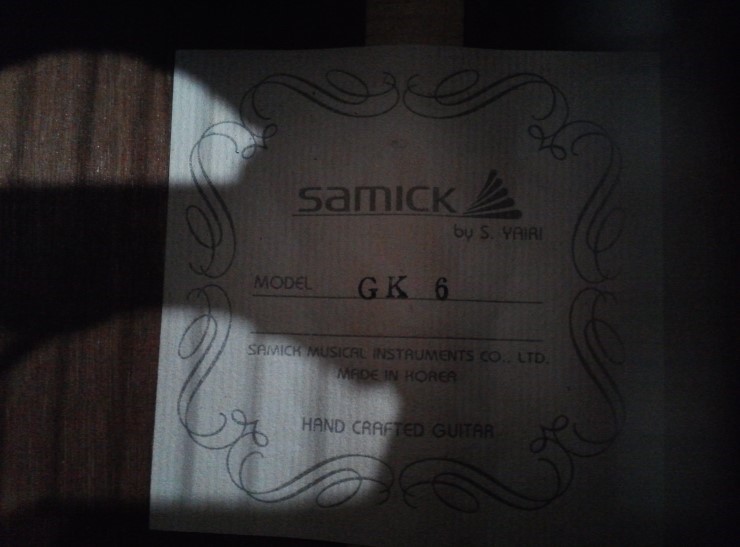 SAMICK
by S. YAIRI
MODEL GK 6
SAMICK MUSICAL INSTRUMENTS CO., LTD.
MADE IN KOREA
HAND CRAFTED GUITAR